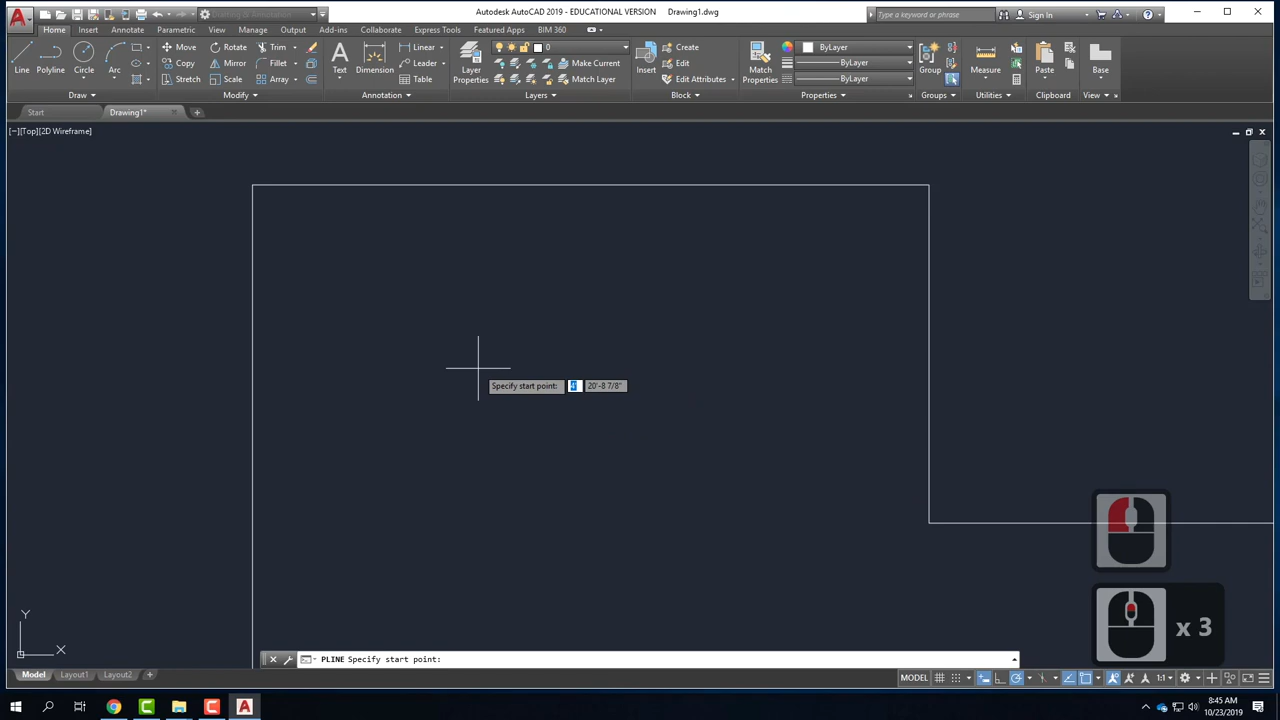 Autodesk AutoCAD 2019 - EDUCATIONAL VERSION Drawing1.dwg
Drafting & Annotation
Type a keyword or phrase
Sign In
Home Insert Annotate Parametric View Manage Output Add-ins Collaborate Express Tools Featured Apps BIM 360
Line Polyline Circle Arc
Move Rotate Trim
Copy Mirror Fillet
Stretch Scale Array
Text Dimension
Linear
Leader
Table
Layer Properties
0
Make Current
Match Layer
Insert
Create
Edit
Edit Attributes
Match Properties
ByLayer
ByLayer
ByLayer
Group
Measure
Paste
Base
Draw Modify Annotation Layers Block Properties Groups Utilities Clipboard View
Start Drawing1*
[−][Top][2D Wireframe]
Specify start point: 20'-8 7/8"
x 3
Y
X
PLINE Specify start point:
Model Layout1 Layout2 +
MODEL 1:1
8:45 AM
10/23/2019